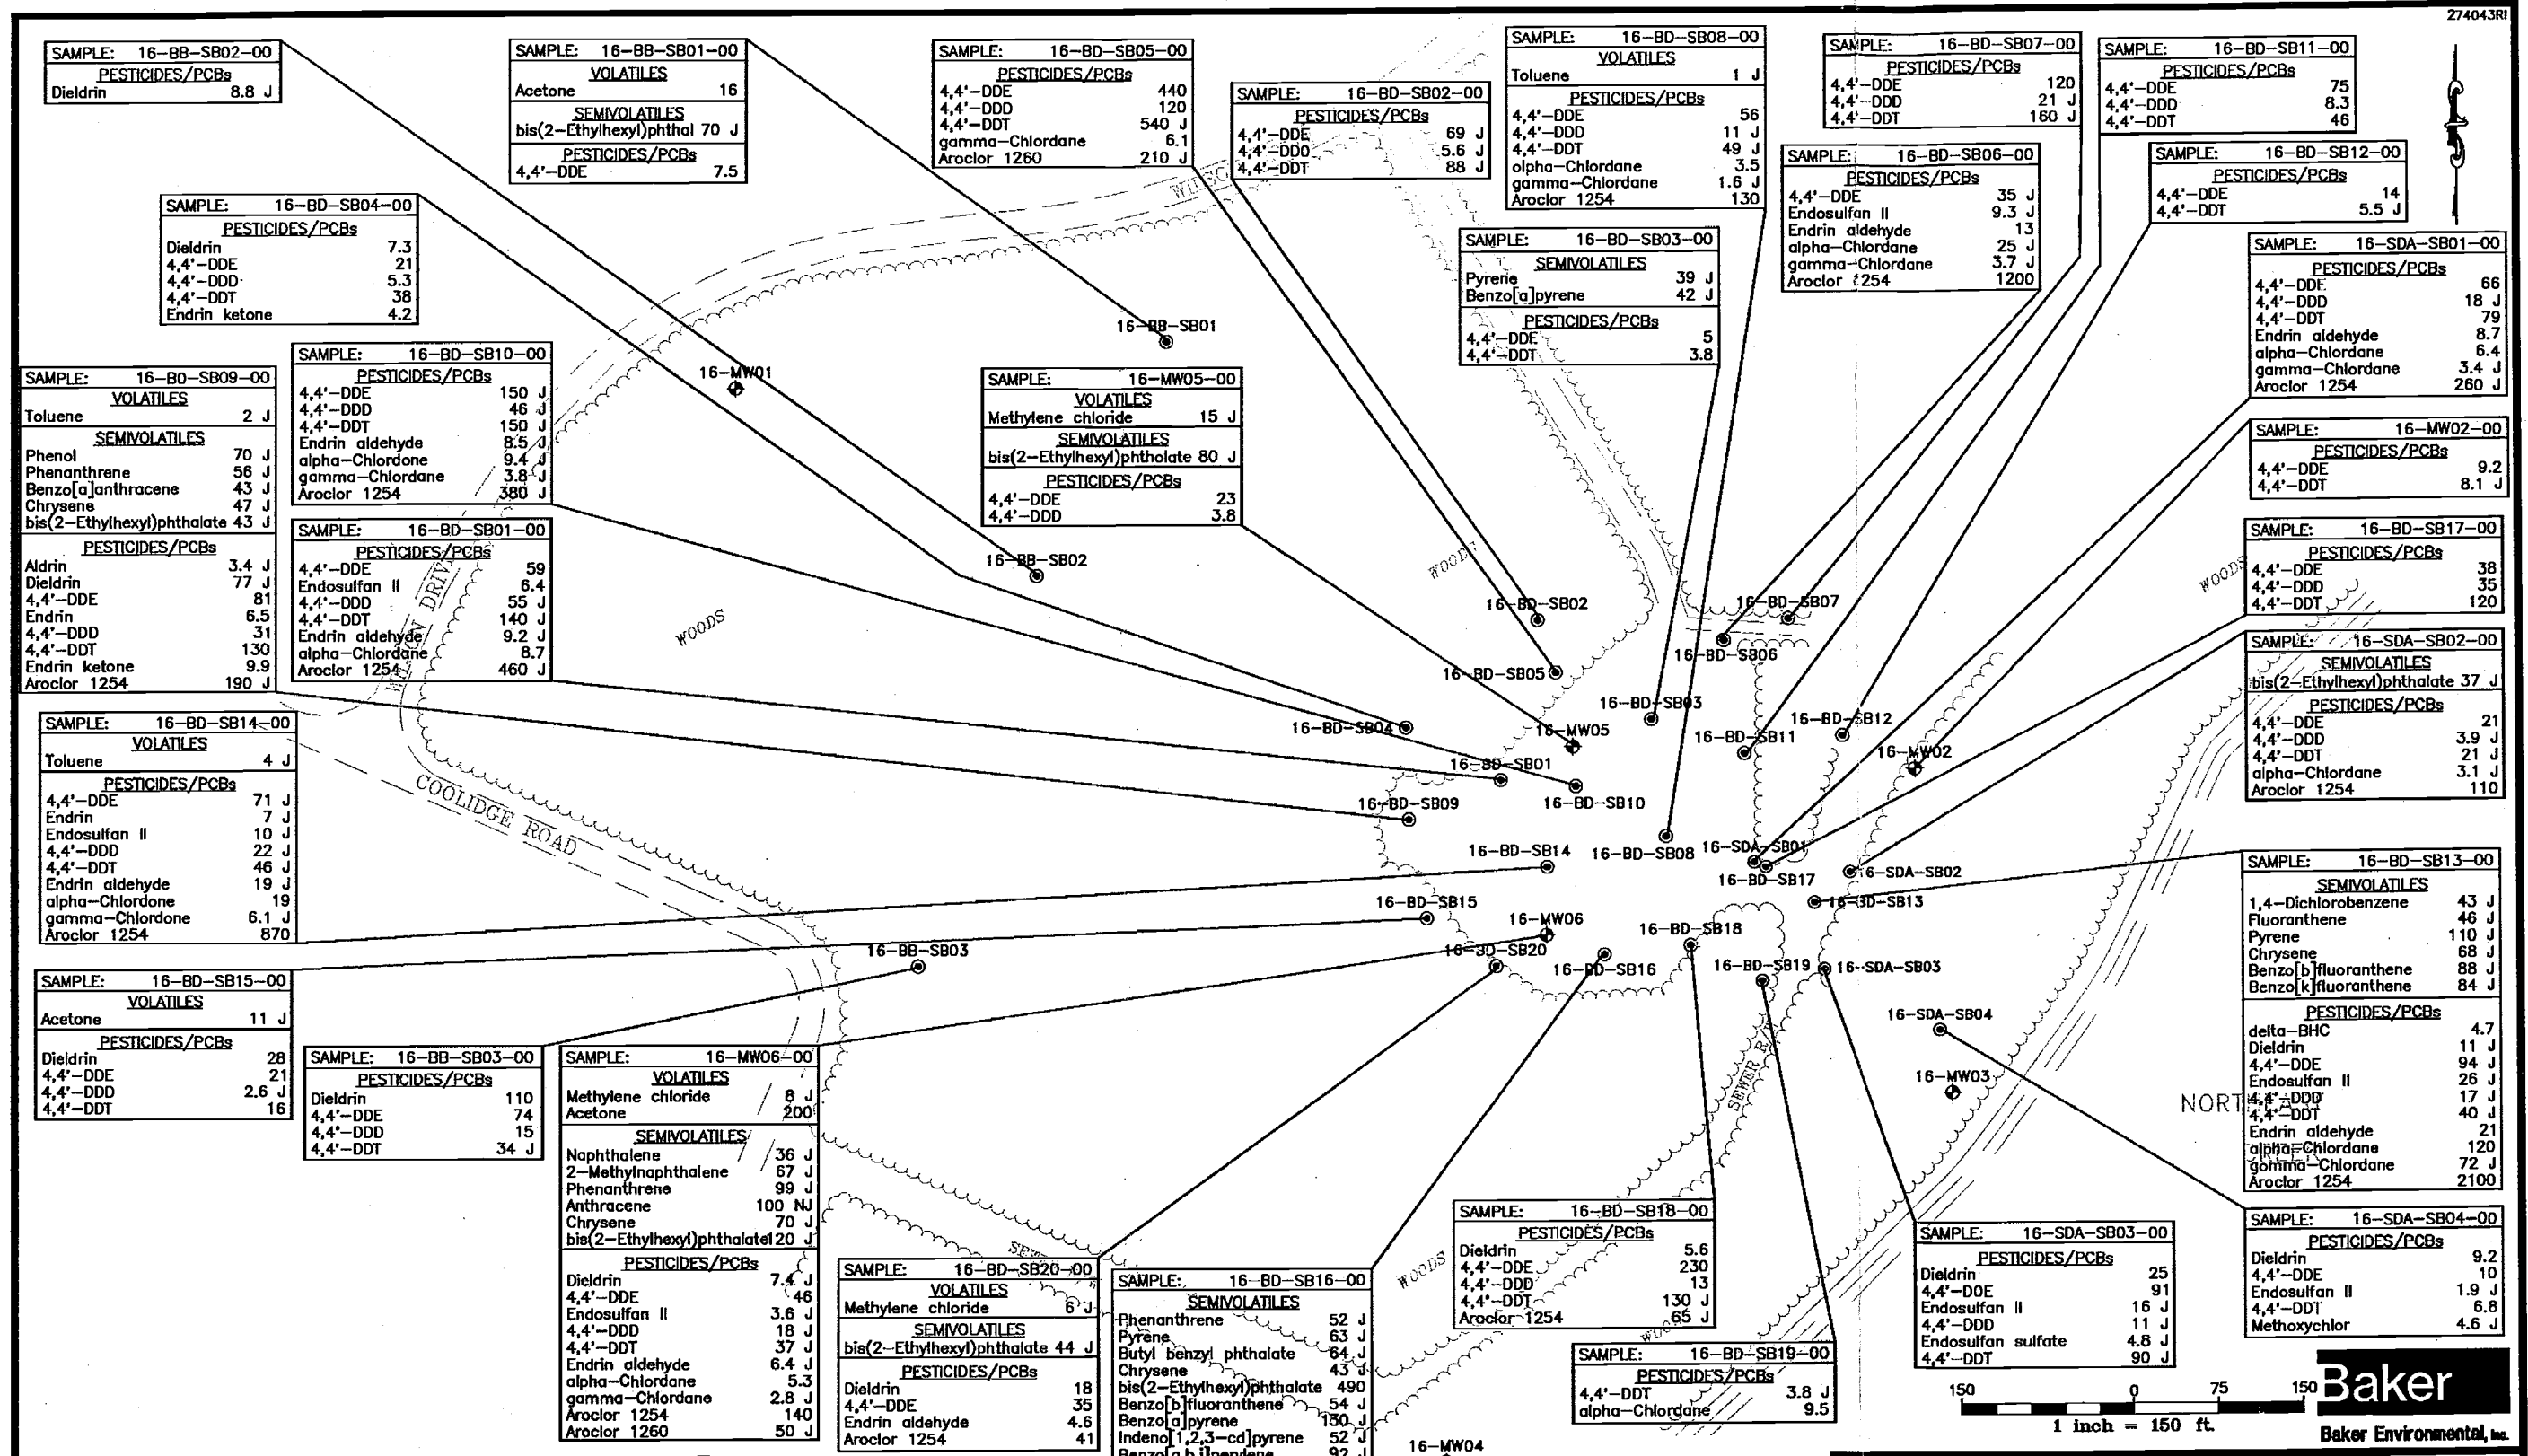 274043RI
SAMPLE: 16-BB-SB02-00
PESTICIDES/PCBs
Dieldrin 8.8 J
SAMPLE: 16-BB-SB01-00
VOLATILES
Acetone 16
SEMIVOLATILES
bis(2-Ethylhexyl)phthal 70 J
PESTICIDES/PCBs
4,4'-DDE 7.5
SAMPLE: 16-BD-SB05-00
PESTICIDES/PCBs
4,4'-DDE 440
4,4'-DDD 120
4,4'-DDT 540 J
gamma-Chlordane 6.1
Aroclor 1260 210 J
SAMPLE: 16-BD-SB02-00
PESTICIDES/PCBs
4,4'-DDE 69 J
4,4'-DDD 5.6 J
4,4'-DDT 88 J
SAMPLE: 16-BD-SB08-00
VOLATILES
Toluene 1 J
PESTICIDES/PCBs
4,4'-DDE 56
4,4'-DDD 11 J
4,4'-DDT 49 J
alpha-Chlordane 3.5
gamma-Chlordane 1.6 J
Aroclor 1254 130
SAMPLE: 16-BD-SB07-00
PESTICIDES/PCBs
4,4'-DDE 120
4,4'-DDD 21 J
4,4'-DDT 160 J
SAMPLE: 16-BD-SB11-00
PESTICIDES/PCBs
4,4'-DDE 75
4,4'-DDD 8.3
4,4'-DDT 46
SAMPLE: 16-BD-SB06-00
PESTICIDES/PCBs
4,4'-DDE 35 J
Endosulfan II 9.3 J
Endrin aldehyde 13
alpha-Chlordane 25 J
gamma-Chlordane 3.7 J
Aroclor 1254 1200
SAMPLE: 16-BD-SB12-00
PESTICIDES/PCBs
4,4'-DDE 14
4,4'-DDT 5.5 J
SAMPLE: 16-BD-SB04-00
PESTICIDES/PCBs
Dieldrin 7.3
4,4'-DDE 21
4,4'-DDD 5.3
4,4'-DDT 38
Endrin ketone 4.2
SAMPLE: 16-BD-SB03-00
SEMIVOLATILES
Pyrene 39 J
Benzo[a]pyrene 42 J
PESTICIDES/PCBs
4,4'-DDE 5
4,4'-DDT 3.8
SAMPLE: 16-SDA-SB01-00
PESTICIDES/PCBs
4,4'-DDE 66
4,4'-DDD 18 J
4,4'-DDT 79
Endrin aldehyde 8.7
alpha-Chlordane 6.4
gamma-Chlordane 3.4 J
Aroclor 1254 260 J
SAMPLE: 16-BD-SB09-00
VOLATILES
Toluene 2 J
SEMIVOLATILES
Phenol 70 J
Phenanthrene 56 J
Benzo[a]anthracene 43 J
Chrysene 47 J
bis(2-Ethylhexyl)phthalate 43 J
PESTICIDES/PCBs
Aldrin 3.4 J
Dieldrin 77 J
4,4'-DDE 81
Endrin 6.5
4,4'-DDD 31
4,4'-DDT 130
Endrin ketone 9.9
Aroclor 1254 190 J
SAMPLE: 16-BD-SB10-00
PESTICIDES/PCBs
4,4'-DDE 150 J
4,4'-DDD 46 J
4,4'-DDT 150 J
Endrin aldehyde 8.5 J
alpha-Chlordane 9.4 J
gamma-Chlordane 3.8 J
Aroclor 1254 380 J
SAMPLE: 16-BD-SB01-00
PESTICIDES/PCBs
4,4'-DDE 59
Endosulfan II 6.4
4,4'-DDD 55 J
4,4'-DDT 140 J
Endrin aldehyde 9.2 J
alpha-Chlordane 8.7
Aroclor 1254 460 J
SAMPLE: 16-MW05-00
VOLATILES
Methylene chloride 15 J
SEMIVOLATILES
bis(2-Ethylhexyl)phtholate 80 J
PESTICIDES/PCBs
4,4'-DDE 23
4,4'-DDD 3.8
SAMPLE: 16-MW02-00
PESTICIDES/PCBs
4,4'-DDE 9.2
4,4'-DDT 8.1 J
SAMPLE: 16-BD-SB17-00
PESTICIDES/PCBs
4,4'-DDE 38
4,4'-DDD 35
4,4'-DDT 120
SAMPLE: 16-SDA-SB02-00
SEMIVOLATILES
bis(2-Ethylhexyl)phthalate 37 J
PESTICIDES/PCBs
4,4'-DDE 21
4,4'-DDD 3.9 J
4,4'-DDT 21 J
alpha-Chlordane 3.1 J
Aroclor 1254 110
16-BB-SB01
16-MW01
16-BB-SB02
WOODS
WOODS
WOODS
WILSON DRIVE
COOLIDGE ROAD
16-BD-SB02
16-BD-SB07
16-BD-SB06
16-BD-SB05
16-BD-SB03
16-BD-SB04
16-MW05
16-BD-SB12
16-BD-SB11
16-MW02
16-BD-SB01
16-BD-SB10
16-BD-SB09
16-BD-SB14
16-BD-SB08
16-SDA-SB01
16-BD-SB17
16-SDA-SB02
16-BD-SB13
16-BD-SB15
16-MW06
16-BD-SB18
16-BB-SB03
16-BD-SB20
16-BD-SB16
16-BD-SB19
16-SDA-SB03
16-SDA-SB04
16-MW03
SAMPLE: 16-BD-SB14-00
VOLATILES
Toluene 4 J
PESTICIDES/PCBs
4,4'-DDE 71 J
Endrin 7 J
Endosulfan II 10 J
4,4'-DDD 22 J
4,4'-DDT 46 J
Endrin aldehyde 19 J
alpha-Chlordone 19
gamma-Chlordone 6.1 J
Aroclor 1254 870
SAMPLE: 16-BD-SB15-00
VOLATILES
Acetone 11 J
PESTICIDES/PCBs
Dieldrin 28
4,4'-DDE 21
4,4'-DDD 2.6 J
4,4'-DDT 16
SAMPLE: 16-BB-SB03-00
PESTICIDES/PCBs
Dieldrin 110
4,4'-DDE 74
4,4'-DDD 15
4,4'-DDT 34 J
SAMPLE: 16-MW06-00
VOLATILES
Methylene chloride 8 J
Acetone 200
SEMIVOLATILES
Naphthalene 36 J
2-Methylnaphthalene 67 J
Phenanthrene 99 J
Anthracene 100 NJ
Chrysene 70 J
bis(2-Ethylhexyl)phthalate120 J
PESTICIDES/PCBs
Dieldrin 7.4 J
4,4'-DDE 46
Endosulfan II 3.6 J
4,4'-DDD 18 J
4,4'-DDT 37 J
Endrin aldehyde 6.4 J
alpha-Chlordane 5.3
gamma-Chlordane 2.8 J
Aroclor 1254 140
Aroclor 1260 50 J
SAMPLE: 16-BD-SB13-00
SEMIVOLATILES
1,4-Dichlorobenzene 43 J
Fluoranthene 46 J
Pyrene 110 J
Chrysene 68 J
Benzo[b]fluoranthene 88 J
Benzo[k]fluoranthene 84 J
PESTICIDES/PCBs
delta-BHC 4.7
Dieldrin 11 J
4,4'-DDE 94 J
Endosulfan II 26 J
4,4'-DDD 17 J
4,4'-DDT 40 J
Endrin aldehyde 21
alpha-Chlordane 120
gomma-Chlordane 72 J
Aroclor 1254 2100
SAMPLE: 16-BD-SB20-00
VOLATILES
Methylene chloride 6 J
SEMIVOLATILES
bis(2-Ethylhexyl)phthalate 44 J
PESTICIDES/PCBs
Dieldrin 18
4,4'-DDE 35
Endrin aldehyde 4.6
Aroclor 1254 41
SAMPLE: 16-BD-SB16-00
SEMIVOLATILES
Phenanthrene 52 J
Pyrene 63 J
Butyl benzyl phthalate 64 J
Chrysene 43 J
bis(2-Ethylhexyl)phthalate 490
Benzo[b]fluoranthene 54 J
Benzo[a]pyrene 130 J
Indeno[1,2,3-cd]pyrene 52 J
92 J
WOODS
SAMPLE: 16-BD-SB18-00
PESTICIDES/PCBs
Dieldrin 5.6
4,4'-DDE 230
4,4'-DDD 13
4,4'-DDT 130 J
Aroclor 1254 65 J
SAMPLE: 16-BD-SB19-00
PESTICIDES/PCBs
4,4'-DDT 3.8 J
alpha-Chlordane 9.5
SAMPLE: 16-SDA-SB03-00
PESTICIDES/PCBs
Dieldrin 25
4,4'-DDE 91
Endosulfan II 16 J
4,4'-DDD 11 J
Endosulfan sulfate 4.8 J
4,4'-DDT 90 J
SAMPLE: 16-SDA-SB04-00
PESTICIDES/PCBs
Dieldrin 9.2
4,4'-DDE 10
Endosulfan II 1.9 J
4,4'-DDT 6.8
Methoxychlor 4.6 J
16-MW04
150 0 75 150
1 inch = 150 ft.
Baker
Baker Environmental, Inc.